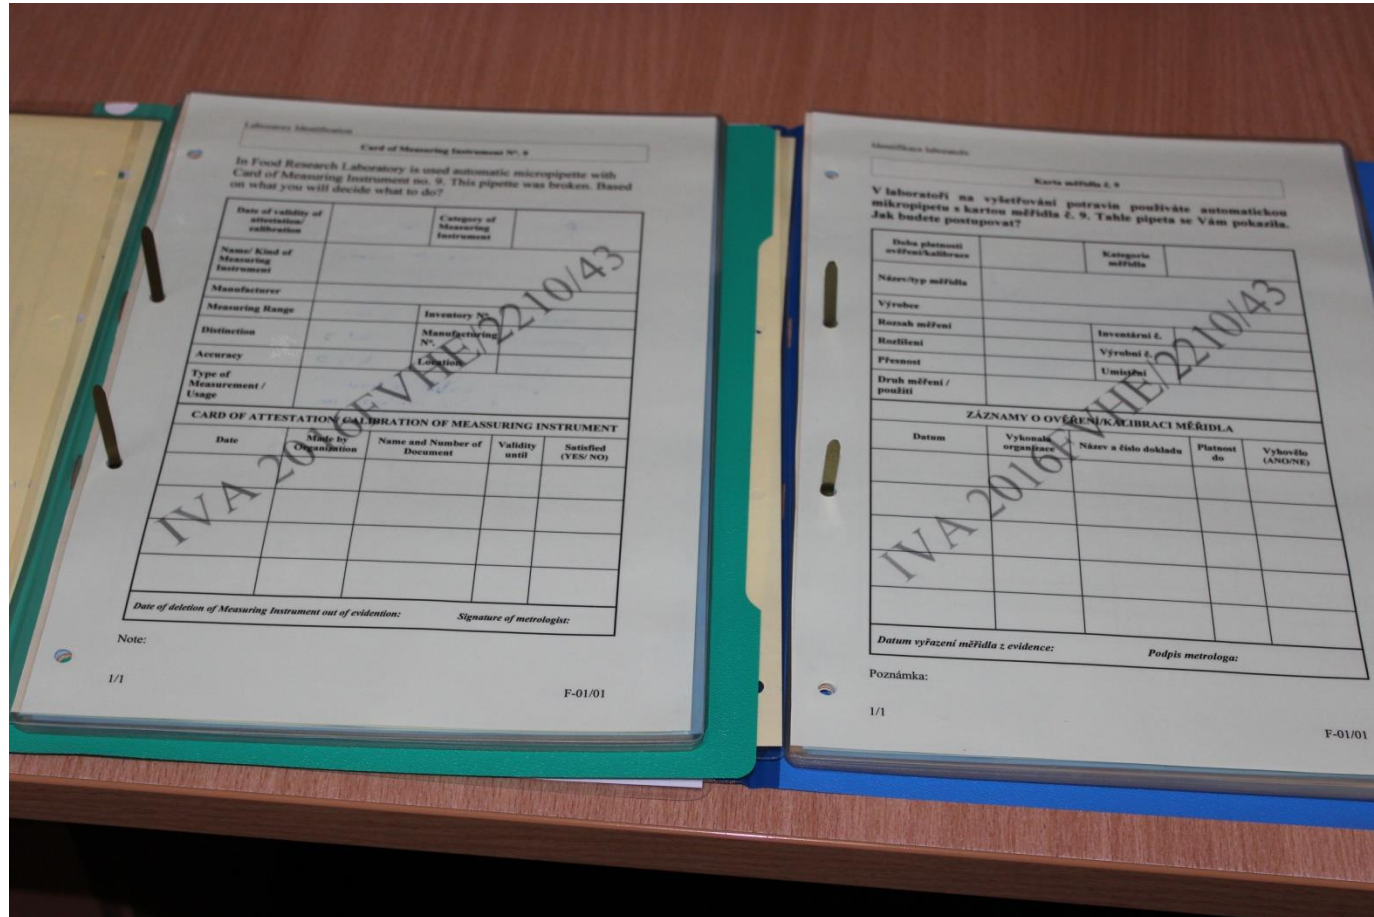 Laboratory Identification
Card of Measuring Instrument Nº. 9
In Food Research Laboratory is used automatic micropipette with
Card of Measuring Instrument no. 9. This pipette was broken. Based
on what you will decide what to do?
Date of validity of
attestation/
calibration
Category of
Measuring
Instrument
Name/ Kind of
Measuring
Instrument
Manufacturer
Measuring Range
Inventory Nº.
Distinction
Manufacturing
Nº.
Accuracy
Location
Type of
Measurement /
Usage
CARD OF ATTESTATION/CALIBRATION OF MEASSURING INSTRUMENT
Date
Made by
Organization
Name and Number of
Document
Validity
until
Satisfied
(YES/ NO)
Date of deletion of Measuring Instrument out of evidention: Signature of metrologist:
Note:
1/1
F-01/01
IVA 2016FVHE/2210/43
Identifikace laboratoře
Karta měřidla č. 9
V laboratoři na vyšetřování potravin používáte automatickou
mikropipetu s kartou měřidla č. 9. Tahle pipeta se Vám pokazila.
Jak budete postupovat?
Doba platnosti
ověření/kalibrace
Kategorie
měřidla
Název/typ měřidla
Výrobce
Rozsah měření
Inventární č.
Rozlišení
Výrobní č.
Přesnost
Umístění
Druh měření /
použití
ZÁZNAMY O OVĚŘENÍ/KALIBRACI MĚŘIDLA
Datum
Vykonala
organizace
Název a číslo dokladu
Platnost
do
Vyhovělo
(ANO/NE)
Datum vyřazení měřidla z evidence: Podpis metrologa:
Poznámka:
1/1
F-01/01
IVA 2016FVHE/2210/43